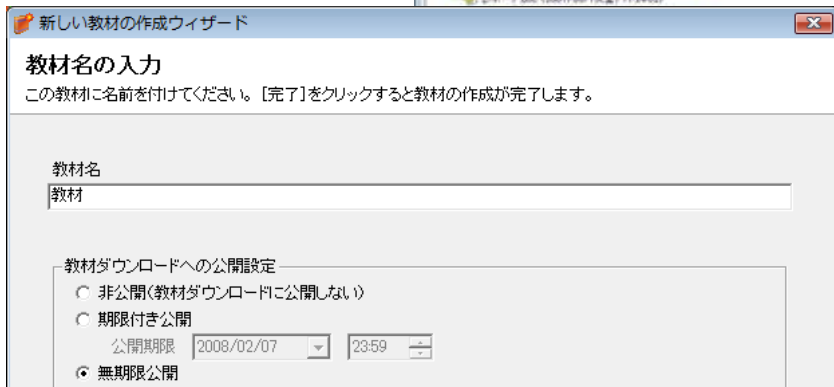 新しい教材の作成ウィザード
教材名の入力
この教材に名前を付けてください。[完了]をクリックすると教材の作成が完了します。
教材名
教材
教材ダウンロードへの公開設定
非公開(教材ダウンロードに公開しない)
期限付き公開
公開期限 2008/02/07 23:59
無期限公開